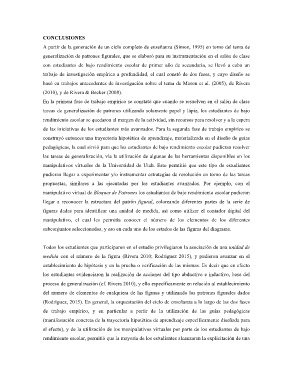 CONCLUSIONES
A partir de la generación de un ciclo completo de enseñanza (Simon, 1995) en torno del tema de
generalización de patrones figurales, que se elaboró para su instrumentación en el salón de clase
con estudiantes de bajo rendimiento escolar de primer año de secundaria, se llevó a cabo un
trabajo de investigación empírica a profundidad, el cual constó de dos fases, y cuyo diseño se
basó en trabajos antecedentes de investigación sobre el tema de Mason et al. (2005), de Rivera
(2010), y de Rivera & Becker (2008).
En la primera fase de trabajo empírico se constató que cuando se resuelven en el salón de clase
tareas de generalización de patrones utilizando solamente papel y lápiz, los estudiantes de bajo
rendimiento escolar se quedaron al margen de la actividad, sin recursos para resolver y a la espera
de las iniciativas de los estudiantes más avanzados. Para la segunda fase de trabajo empírico se
construyó entonces una trayectoria hipotética de aprendizaje, materializada en el diseño de guías
pedagógicas, la cual sirvió para que los estudiantes de bajo rendimiento escolar pudieran resolver
las tareas de generalización, vía la utilización de algunas de las herramientas disponibles en los
manipulativos virtuales de la Universidad de Utah. Esto permitió que este tipo de estudiantes
pudieran llegar a experimentar y/o instrumentar estrategias de resolución en torno de las tareas
propuestas, similares a las ejecutadas por los estudiantes avanzados. Por ejemplo, con el
manipulativo virtual de Bloques de Patrones los estudiantes de bajo rendimiento escolar pudieron
llegar a reconocer la estructura del patrón figural, coloreando diferentes partes de la serie de
figuras dadas para identificar una unidad de medida, así como utilizar el contador digital del
manipulativo, el cual les permitía conocer el número de los elementos de los diferentes
subconjuntos seleccionados, y eso en cada uno de los estados de las figuras del diagrama.
Todos los estudiantes que participaron en el estudio privilegiaron la asociación de una unidad de
medida con el número de la figura (Rivera 2010; Rodríguez 2015), y pudieron avanzar en el
establecimiento de hipótesis y en la prueba o verificación de las mismas. Es decir que en efecto
los estudiantes evidenciaron la realización de acciones del tipo abductivo e inductivo, base del
proceso de generalización (cf. Rivera 2010), y ello específicamente en relación al establecimiento
del número de elementos de cualquiera de las figuras y utilizando los patrones figurales dados
(Rodríguez, 2015). En general, la orquestación del ciclo de enseñanza a lo largo de las dos fases
de trabajo empírico, y en particular a partir de la utilización de las guías pedagógicas
(manifestación concreta de la trayectoria hipotética de aprendizaje específicamente diseñada para
el efecto), y de la utilización de los manipulativos virtuales por parte de los estudiantes de bajo
rendimiento escolar, permitió que la mayoría de los estudiantes alcanzaran la explicitación de una